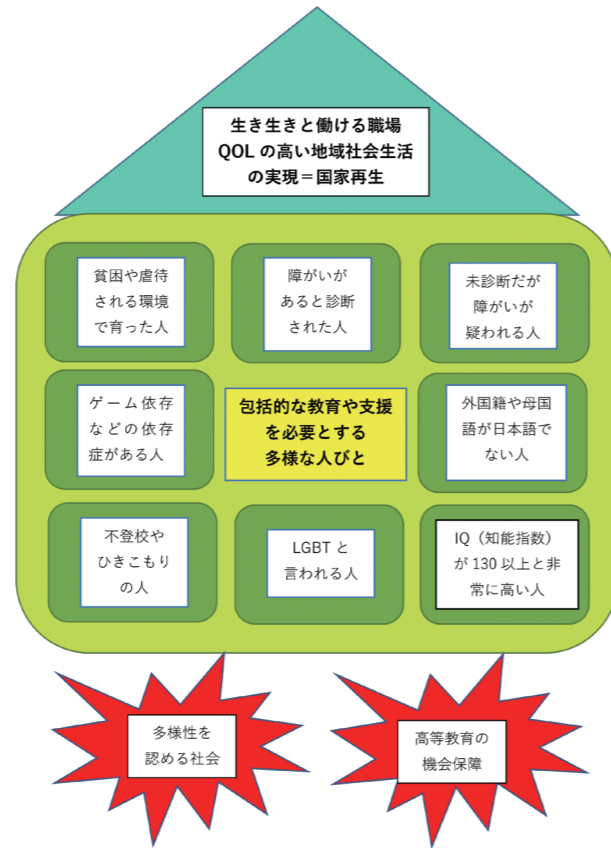 生き生きと働ける職場
QOL の高い地域社会生活
の実現＝国家再生
貧困や虐待
される環境
で育った人
障がいが
あると診断
された人
未診断だが
障がいが
疑われる人
ゲーム依存
などの依存
症がある人
包括的な教育や支援
を必要とする
多様な人びと
外国籍や母国
語が日本語で
ない人
不登校や
ひきこもり
の人
LGBT と
言われる人
IQ（知能指数）
が 130 以上と非
常に高い人
多様性を
認める社会
高等教育の
機会保障